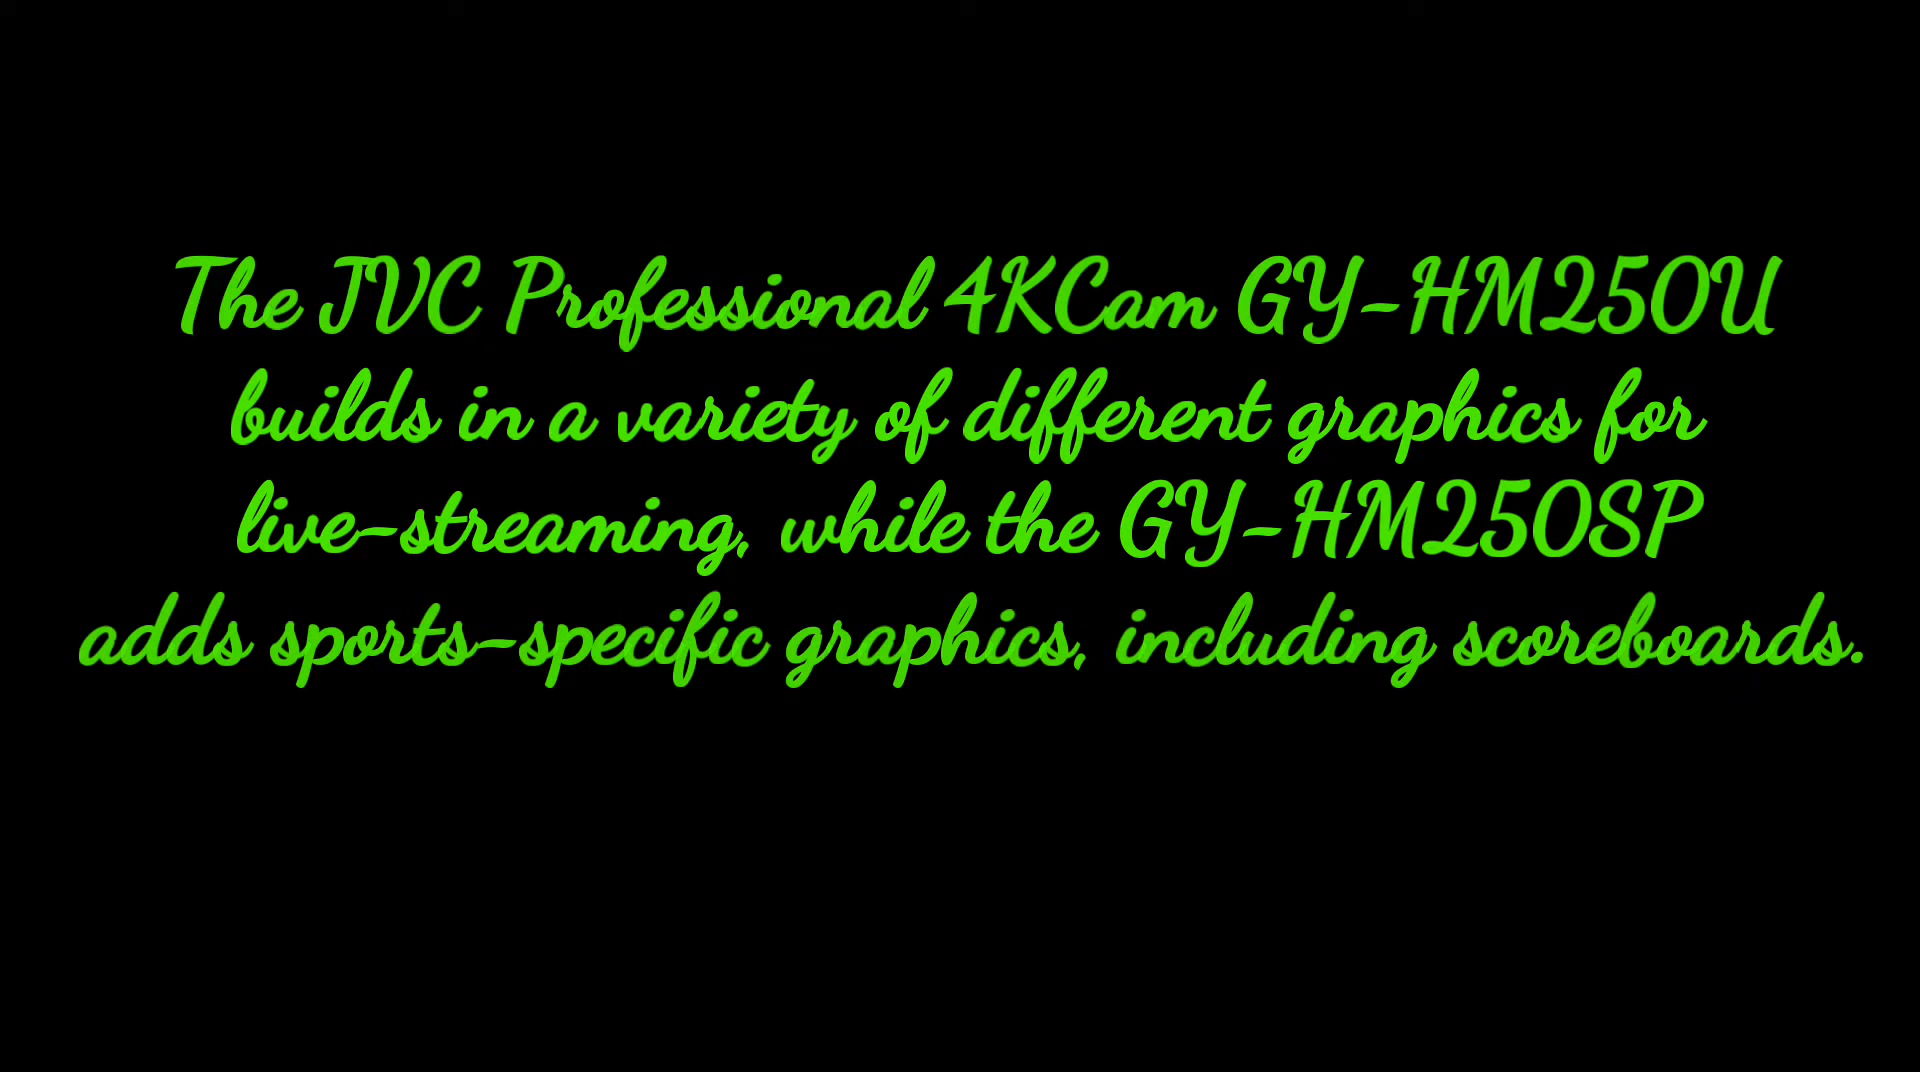 The JVC Professional 4KCam GY-HM250U
builds in a variety of different graphics for
live-streaming, while the GY-HM250SP
adds sports-specific graphics, including scoreboards.